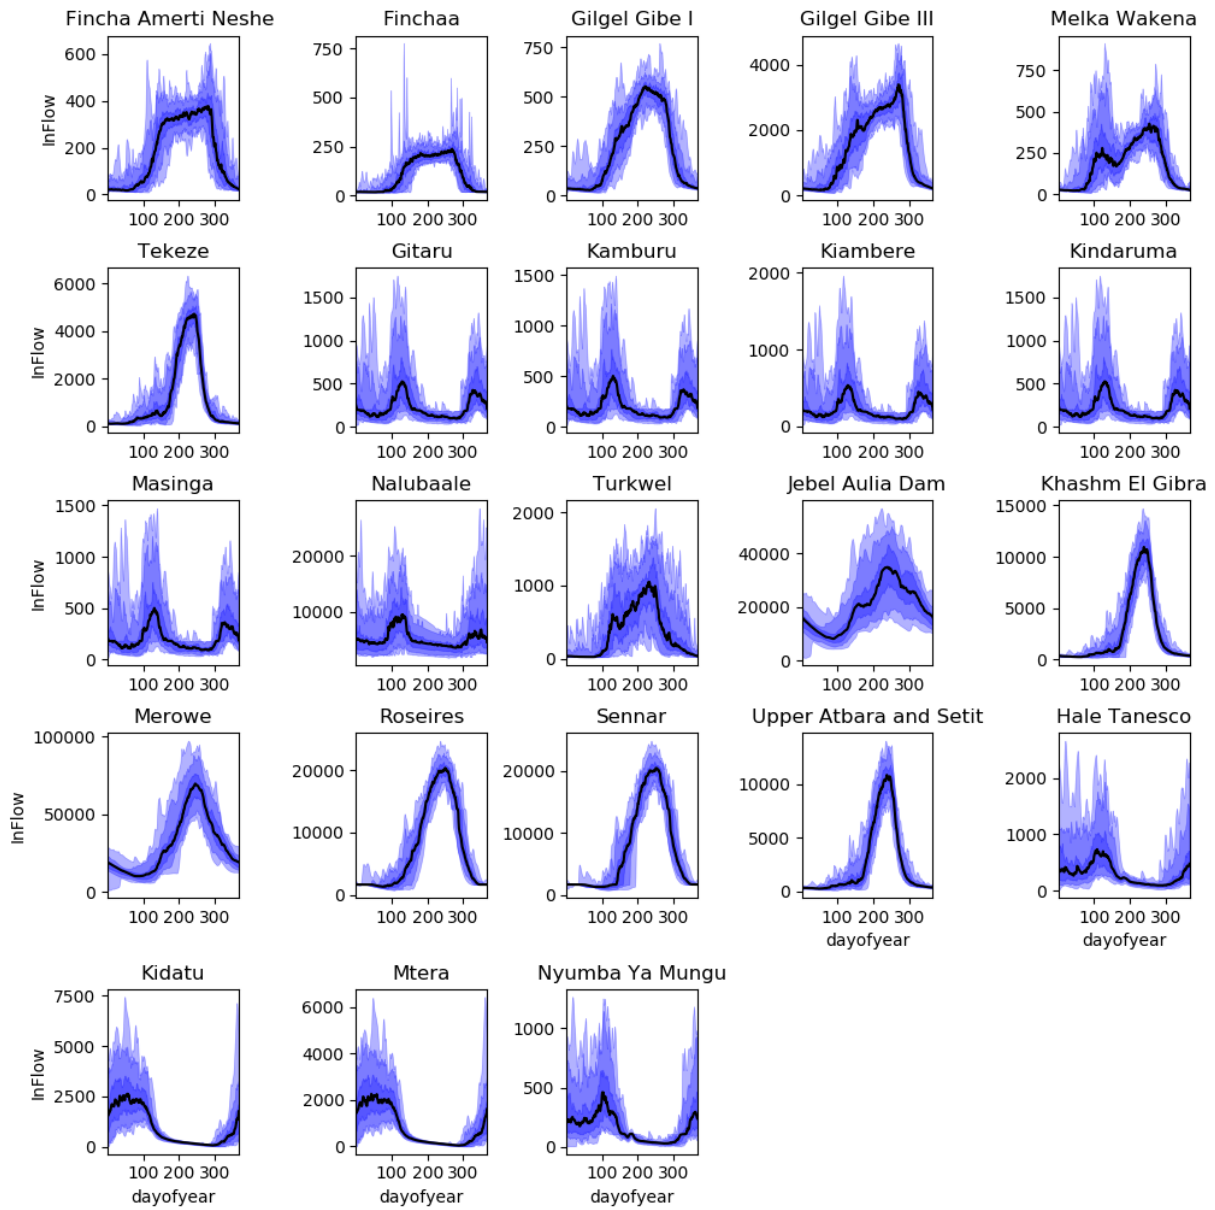 Fincha Amerti Neshe Finchaa Gilgel Gibe I Gilgel Gibe III Melka Wakena
InFlow
600
400
200
0
100 200 300
750
500
250
0
100 200 300
750
500
250
0
100 200 300
4000
2000
0
100 200 300
750
500
250
0
100 200 300
Tekeze Gitaru Kamburu Kiambere Kindaruma
InFlow
6000
4000
2000
0
100 200 300
1500
1000
500
0
100 200 300
1500
1000
500
0
100 200 300
2000
1000
0
100 200 300
1500
1000
500
0
100 200 300
Masinga Nalubaale Turkwel Jebel Aulia Dam Khashm El Gibra
InFlow
1500
1000
500
0
100 200 300
20000
10000
100 200 300
2000
1000
0
100 200 300
40000
20000
0
100 200 300
15000
10000
5000
0
100 200 300
Merowe Roseires Sennar Upper Atbara and Setit Hale Tanesco
InFlow
100000
50000
0
100 200 300
20000
10000
0
100 200 300
20000
10000
0
100 200 300
10000
5000
0
100 200 300
dayofyear
2000
1000
0
100 200 300
dayofyear
Kidatu Mtera Nyumba Ya Mungu
InFlow
7500
5000
2500
0
100 200 300
dayofyear
6000
4000
2000
0
100 200 300
dayofyear
1000
500
0
100 200 300
dayofyear